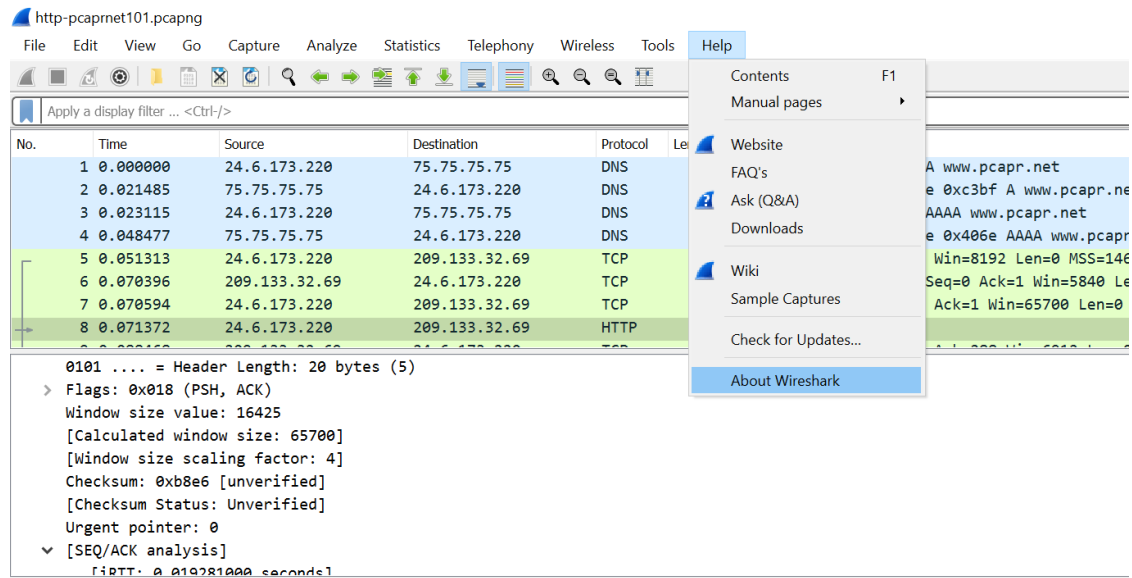 http-pcaprnet101.pcapng
File Edit View Go Capture Analyze Statistics Telephony Wireless Tools Help
Apply a display filter ... <Ctrl-/>
Contents F1
Manual pages
Website
FAQ's
Ask (Q&A)
Downloads
Wiki
Sample Captures
Check for Updates...
About Wireshark
No. Time Source Destination Protocol Le
1 0.000000 24.6.173.220 75.75.75.75 DNS A www.pcapr.net
2 0.021485 75.75.75.75 24.6.173.220 DNS e 0xc3bf A www.pcapr.ne
3 0.023115 24.6.173.220 75.75.75.75 DNS AAAA www.pcapr.net
4 0.048477 75.75.75.75 24.6.173.220 DNS e 0x406e AAAA www.pcapr
5 0.051313 24.6.173.220 209.133.32.69 TCP Win=8192 Len=0 MSS=146
6 0.070396 209.133.32.69 24.6.173.220 TCP Seq=0 Ack=1 Win=5840 Le
7 0.070594 24.6.173.220 209.133.32.69 TCP Ack=1 Win=65700 Len=0
8 0.071372 24.6.173.220 209.133.32.69 HTTP
0101 .... = Header Length: 20 bytes (5)
Flags: 0x018 (PSH, ACK)
Window size value: 16425
[Calculated window size: 65700]
[Window size scaling factor: 4]
Checksum: 0xb8e6 [unverified]
[Checksum Status: Unverified]
Urgent pointer: 0
[SEQ/ACK analysis]
[iRTT: 0.019281000 seconds]